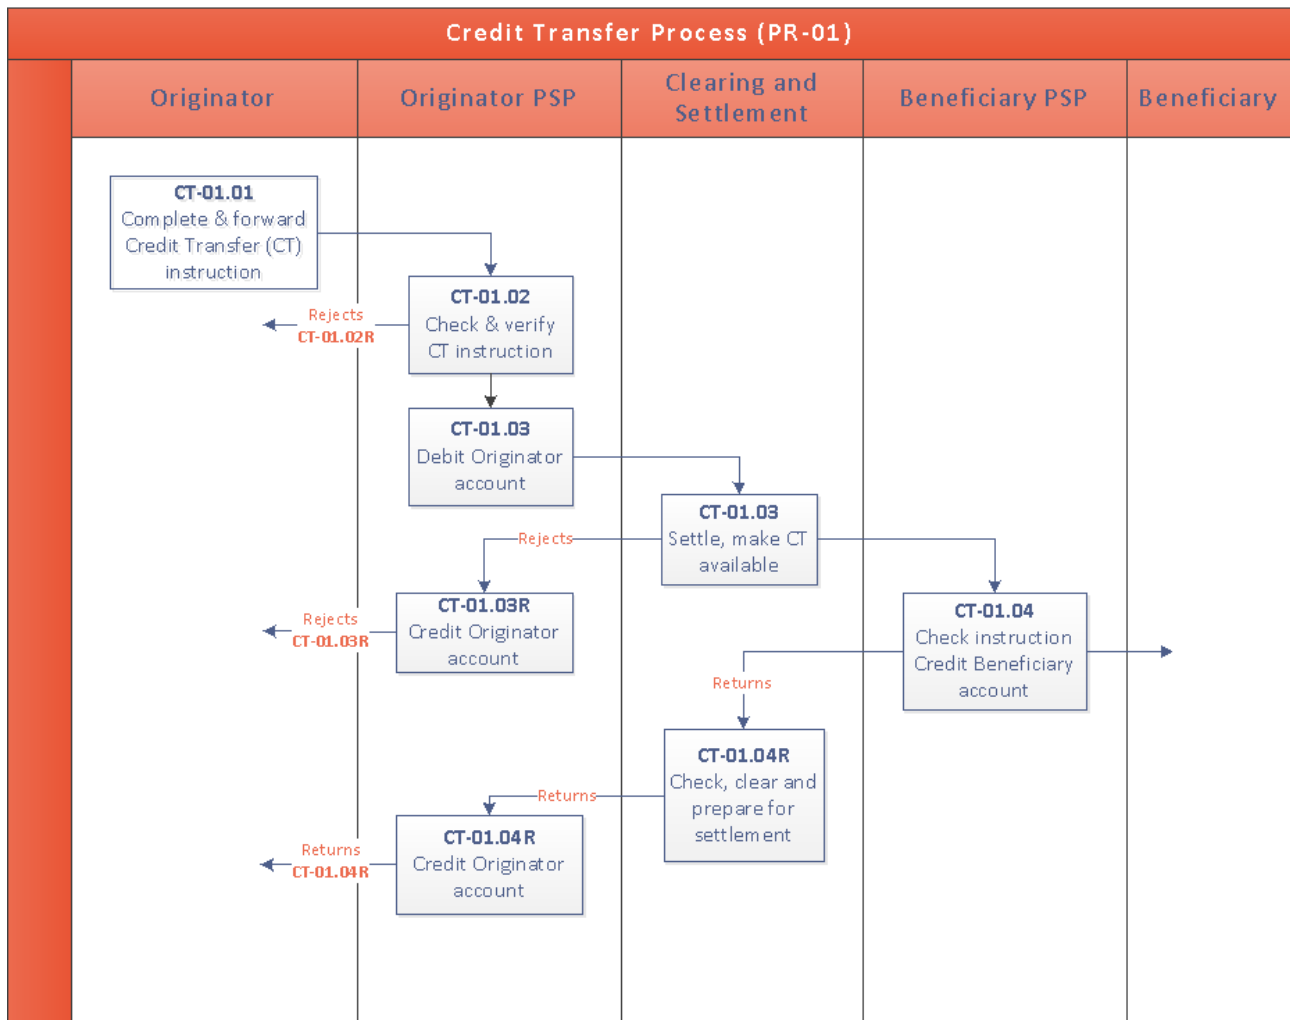 Credit Transfer Process (PR-01)
Originator
Originator PSP
Clearing and
Settlement
Beneficiary PSP
Beneficiary
CT-01.01
Complete & forward
Credit Transfer (CT)
instruction
CT-01.02
Check & verify
CT instruction
Rejects
CT-01.02R
CT-01.03
Debit Originator
account
CT-01.03
Settle, make CT
available
Rejects
CT-01.03R
Credit Originator
account
Rejects
CT-01.03R
CT-01.04
Check instruction
Credit Beneficiary
account
Returns
CT-01.04R
Check, clear and
prepare for
settlement
Returns
CT-01.04R
Credit Originator
account
Returns
CT-01.04R